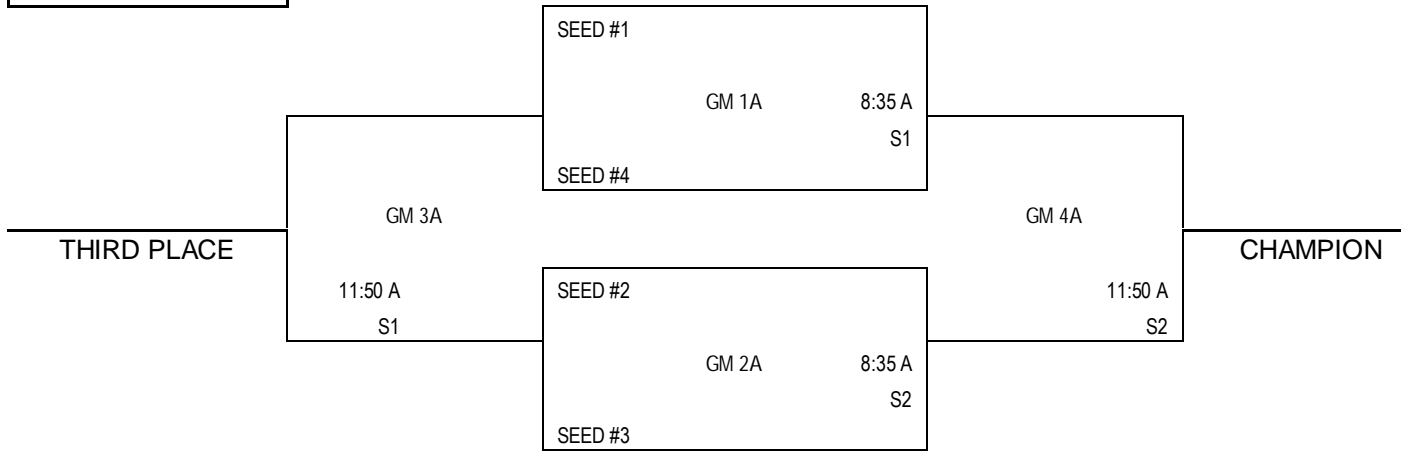 SEED #1
GM 1A 8:35 A
S1
SEED #4
GM 3A GM 4A
THIRD PLACE CHAMPION
11:50 A SEED #2 11:50 A
S1 S2
GM 2A 8:35 A
S2
SEED #3